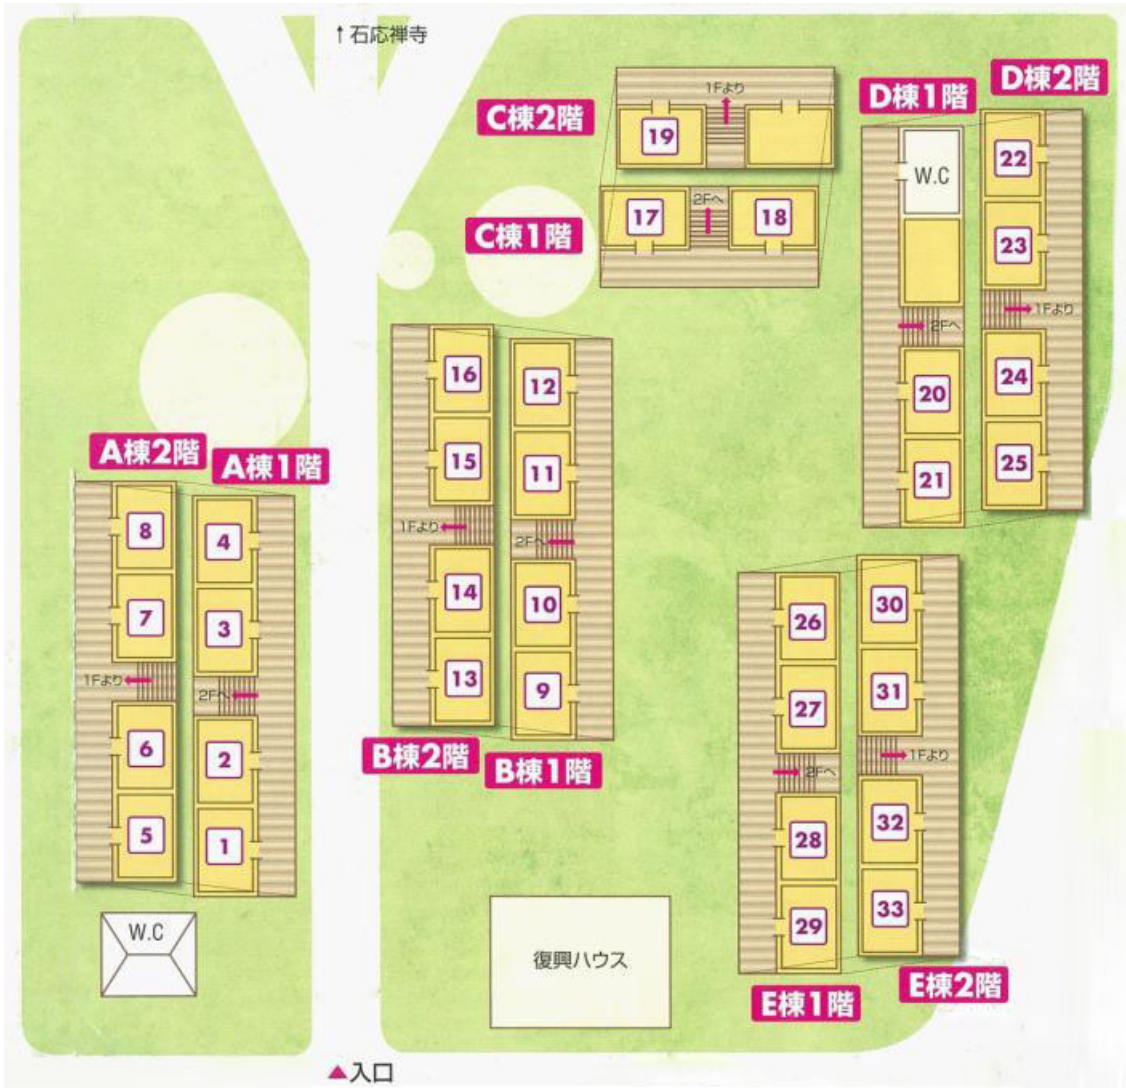 ↑石応禅寺
C棟2階
1Fより
19
C棟1階
17
2Fへ
18
D棟1階
W.C
2Fへ
20
21
D棟2階
22
23
1Fより
24
25
A棟2階
8
7
1Fより
6
5
A棟1階
4
3
2Fへ
2
1
W.C
16
15
1Fより
14
13
B棟2階
12
11
2Fへ
10
9
B棟1階
26
27
2Fへ
28
29
E棟1階
30
31
1Fより
32
33
E棟2階
復興ハウス
▲入口